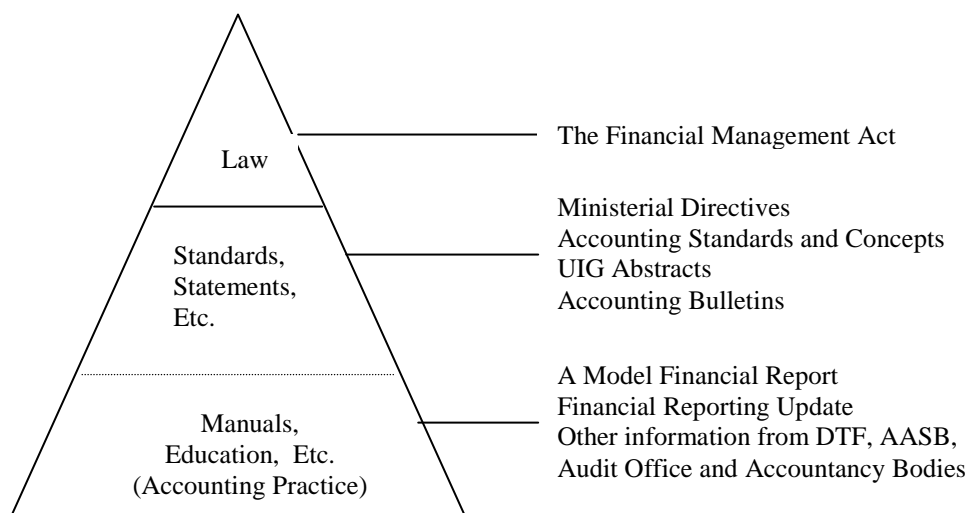 Law
The Financial Management Act
Standards,
Statements,
Etc.
Ministerial Directives
Accounting Standards and Concepts
UIG Abstracts
Accounting Bulletins
Manuals,
Education, Etc.
(Accounting Practice)
A Model Financial Report
Financial Reporting Update
Other information from DTF, AASB,
Audit Office and Accountancy Bodies